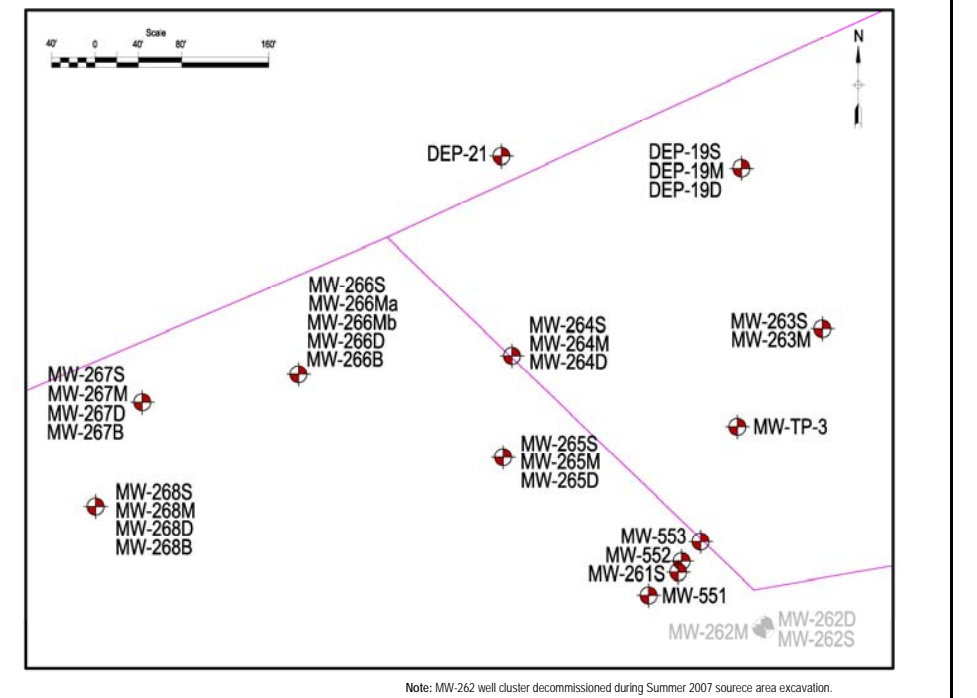 Scale
40' 0 40' 80' 160'
N
DEP-21
DEP-19S
DEP-19M
DEP-19D
MW-266S
MW-266Ma
MW-266Mb
MW-266D
MW-266B
MW-264S
MW-264M
MW-264D
MW-263S
MW-263M
MW-267S
MW-267M
MW-267D
MW-267B
MW-TP-3
MW-265S
MW-265M
MW-265D
MW-268S
MW-268M
MW-268D
MW-268B
MW-553
MW-552
MW-261S
MW-551
MW-262M
MW-262D
MW-262S
Note: MW-262 well cluster decommissioned during Summer 2007 sourece area excavation.